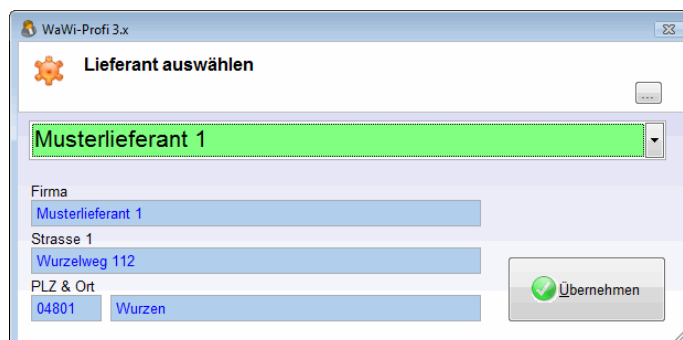 WaWi-Profi 3.x
Lieferant auswählen
...
Musterlieferant 1
Firma
Musterlieferant 1
Strasse 1
Wurzelweg 112
PLZ & Ort
04801 Wurzen
Übernehmen